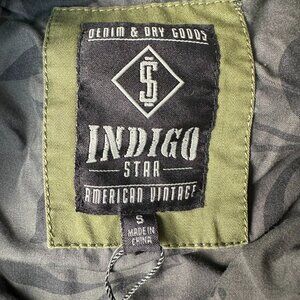 DENIM & DRY GOODS
IS
INDIGO
STAR
AMERICAN VINTAGE
S
MADE IN
CHINA